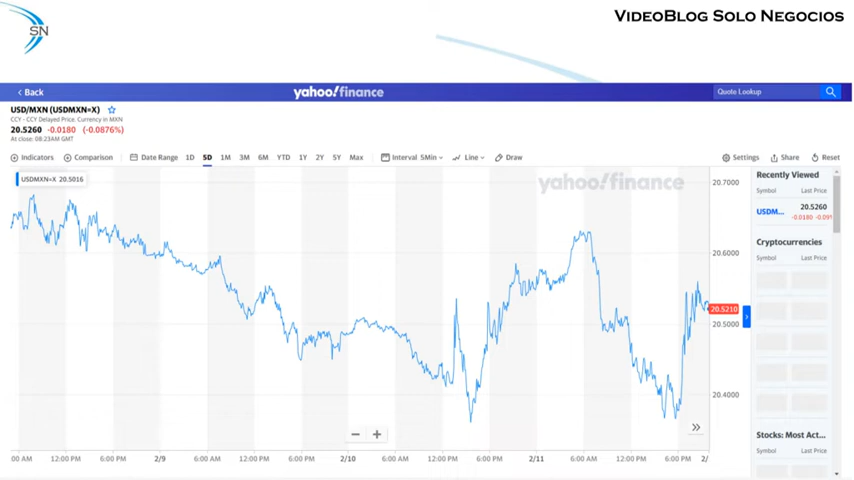 VideoBlog Solo Negocios
SN
Back
yahoo!finance
Quote Lookup
USD/MXN (USDMXN=X)
CCY - CCY Delayed Price. Currency in MXN
20.5260 -0.0180 (-0.0876%)
At close: 08:23AM GMT
Indicators Comparison Date Range 1D 5D 1M 3M 6M YTD 1Y 2Y 5Y Max Interval 5Min Line Draw Settings Share Reset
USDMXN=X 20.5016
yahoo!finance
20.7000
20.6000
20.5210
20.5000
20.4000
00 AM 12:00 PM 6:00 PM 2/9 6:00 AM 12:00 PM 6:00 PM 2/10 6:00 AM 12:00 PM 6:00 PM 2/11 6:00 AM 12:00 PM 6:00 PM 2/
Recently Viewed
Symbol Last Price
USDM... 20.5260
-0.0180
Cryptocurrencies
Symbol Last Price
Stocks: Most Act...
Symbol Last Price